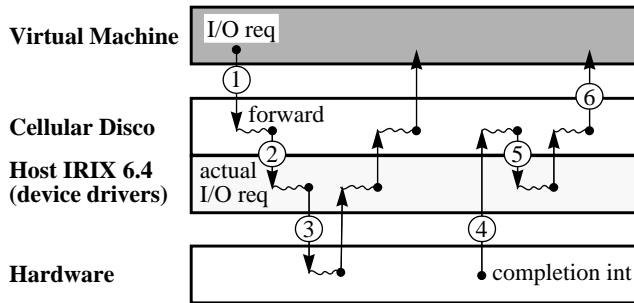 Virtual Machine
I/O req
1
6
Cellular Disco
forward
2
5
Host IRIX 6.4
(device drivers)
actual
I/O req
3
4
Hardware
completion int